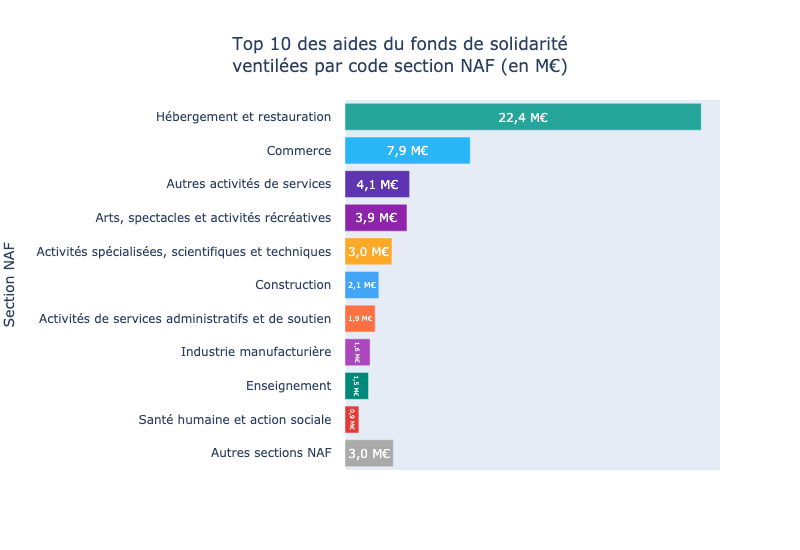 Top 10 des aides du fonds de solidarité
ventilées par code section NAF (en M€)
Section NAF
Hébergement et restauration 22,4 M€
Commerce 7,9 M€
Autres activités de services 4,1 M€
Arts, spectacles et activités récréatives 3,9 M€
Activités spécialisées, scientifiques et techniques 3,0 M€
Construction 2,1 M€
Activités de services administratifs et de soutien 1,9 M€
Industrie manufacturière 1,6 M€
Enseignement 1,5 M€
Santé humaine et action sociale 0,9 M€
Autres sections NAF 3,0 M€